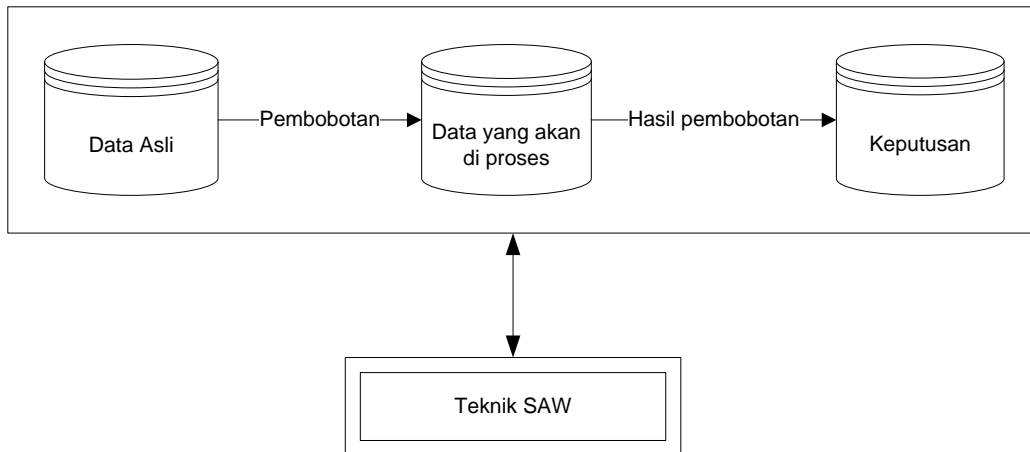 Data Asli
Pembobotan
Data yang akan
di proses
Hasil pembobotan
Keputusan
Teknik SAW